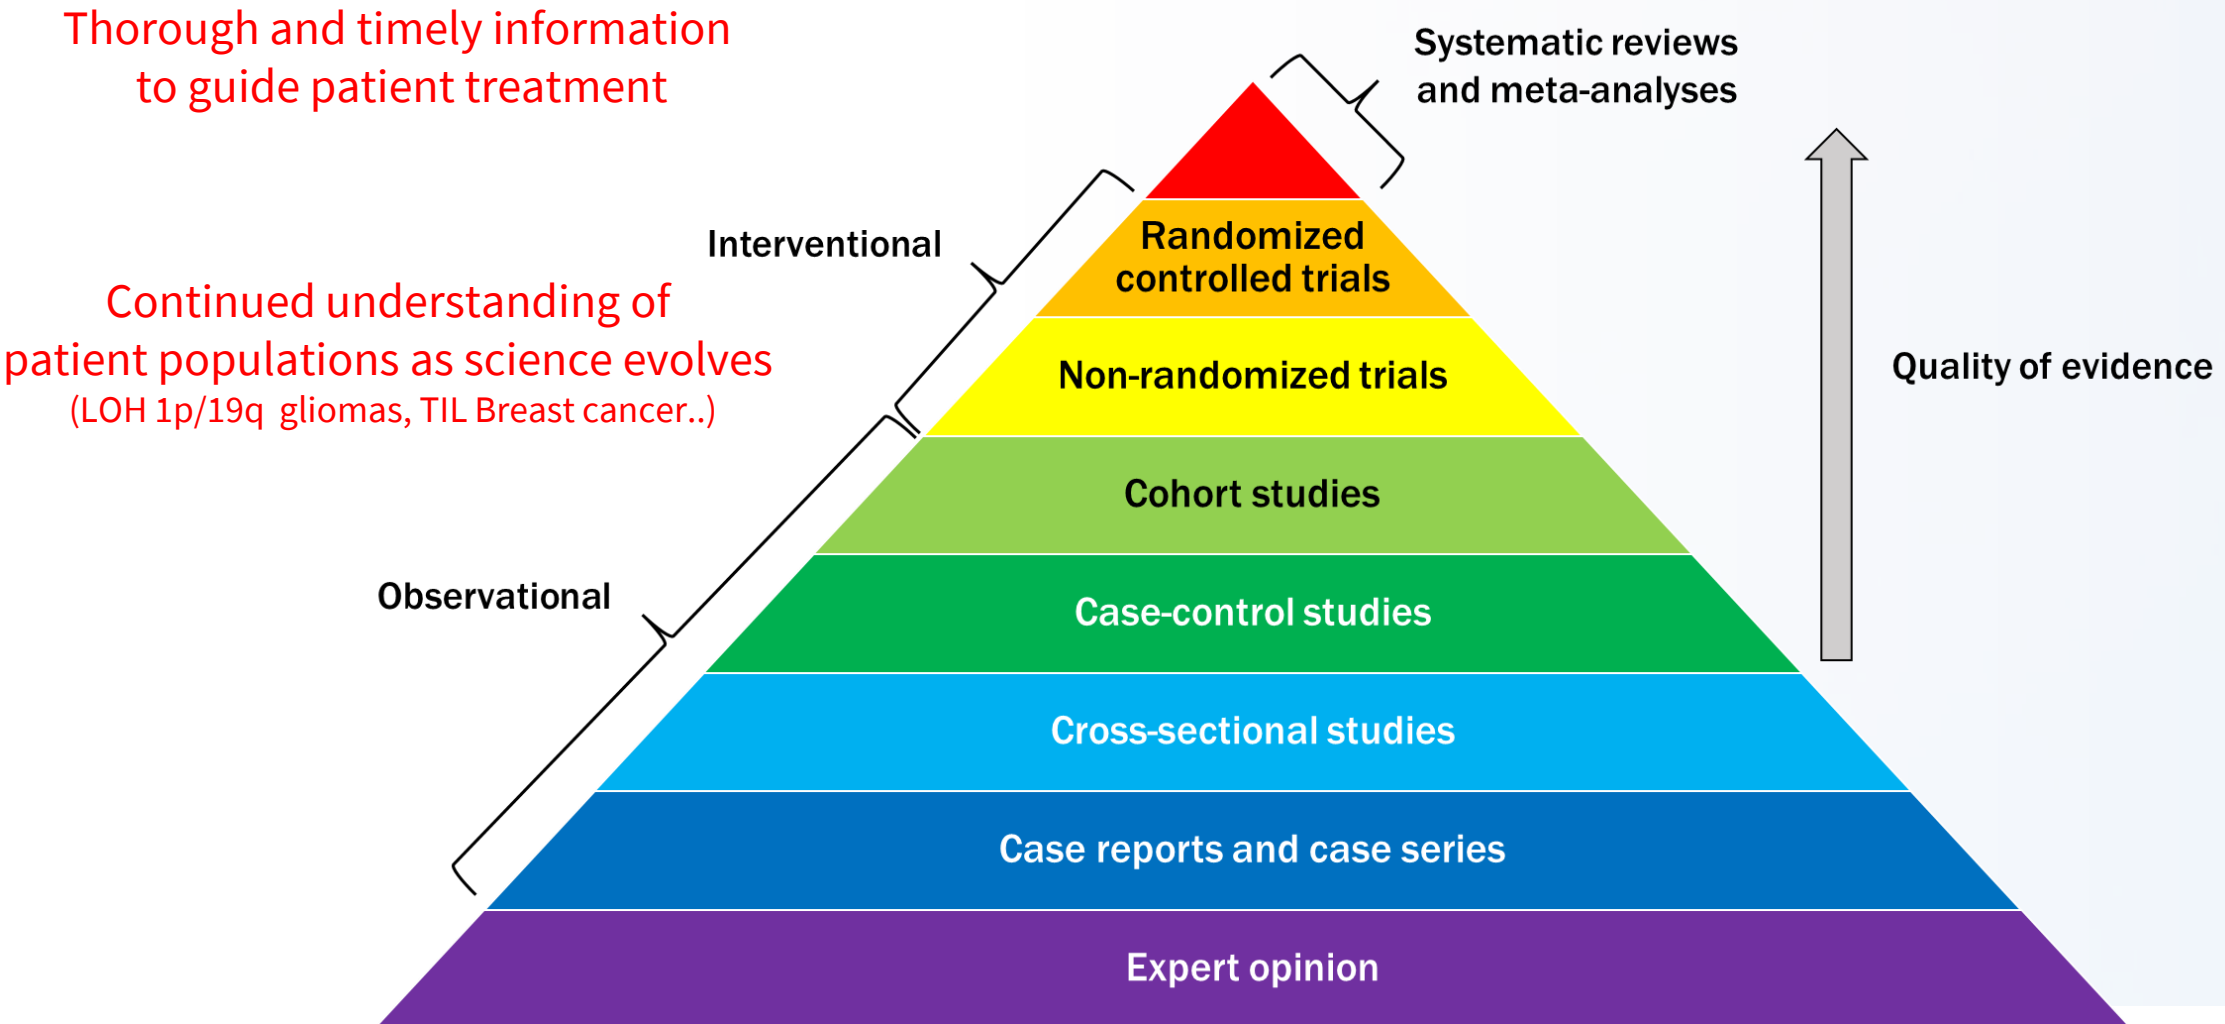 Thorough and timely information
to guide patient treatment
Systematic reviews
and meta-analyses
Interventional
Randomized
controlled trials
Continued understanding of
patient populations as science evolves
(LOH 1p/19q  gliomas, TIL Breast cancer..)
Non-randomized trials
Quality of evidence
Cohort studies
Observational
Case-control studies
Cross-sectional studies
Case reports and case series
Expert opinion